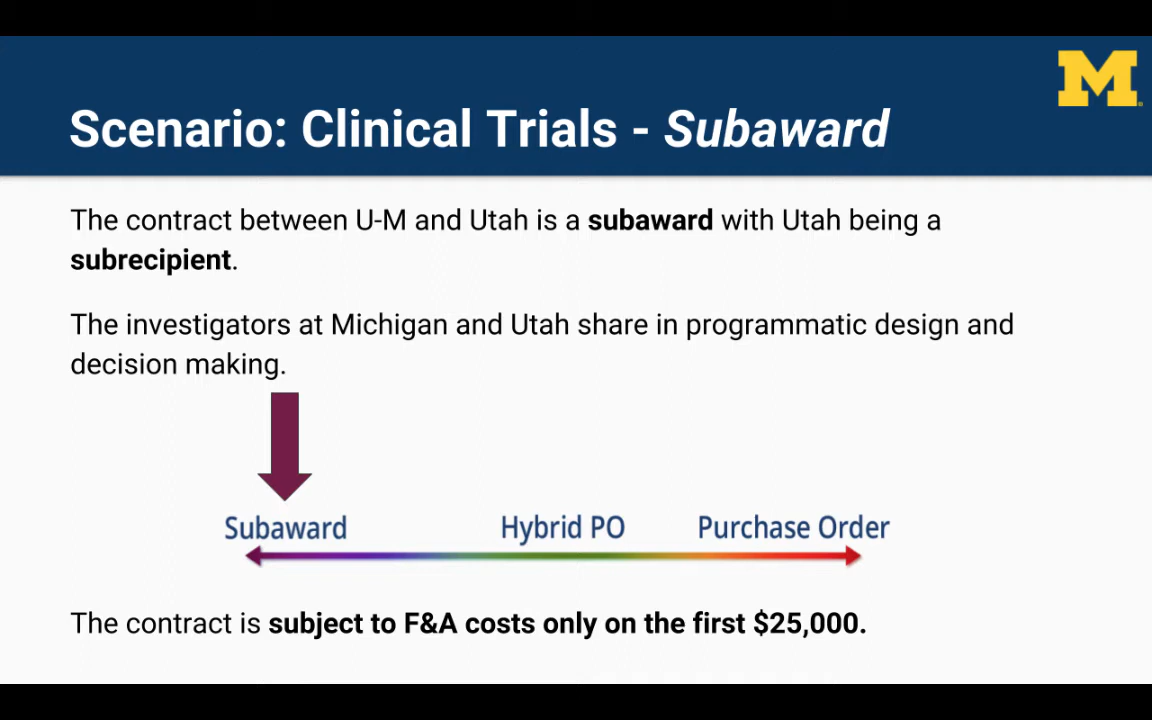 M
Scenario: Clinical Trials - Subaward
The contract between U-M and Utah is a subaward with Utah being a
subrecipient.
The investigators at Michigan and Utah share in programmatic design and
decision making.
Subaward Hybrid PO Purchase Order
The contract is subject to F&A costs only on the first $25,000.